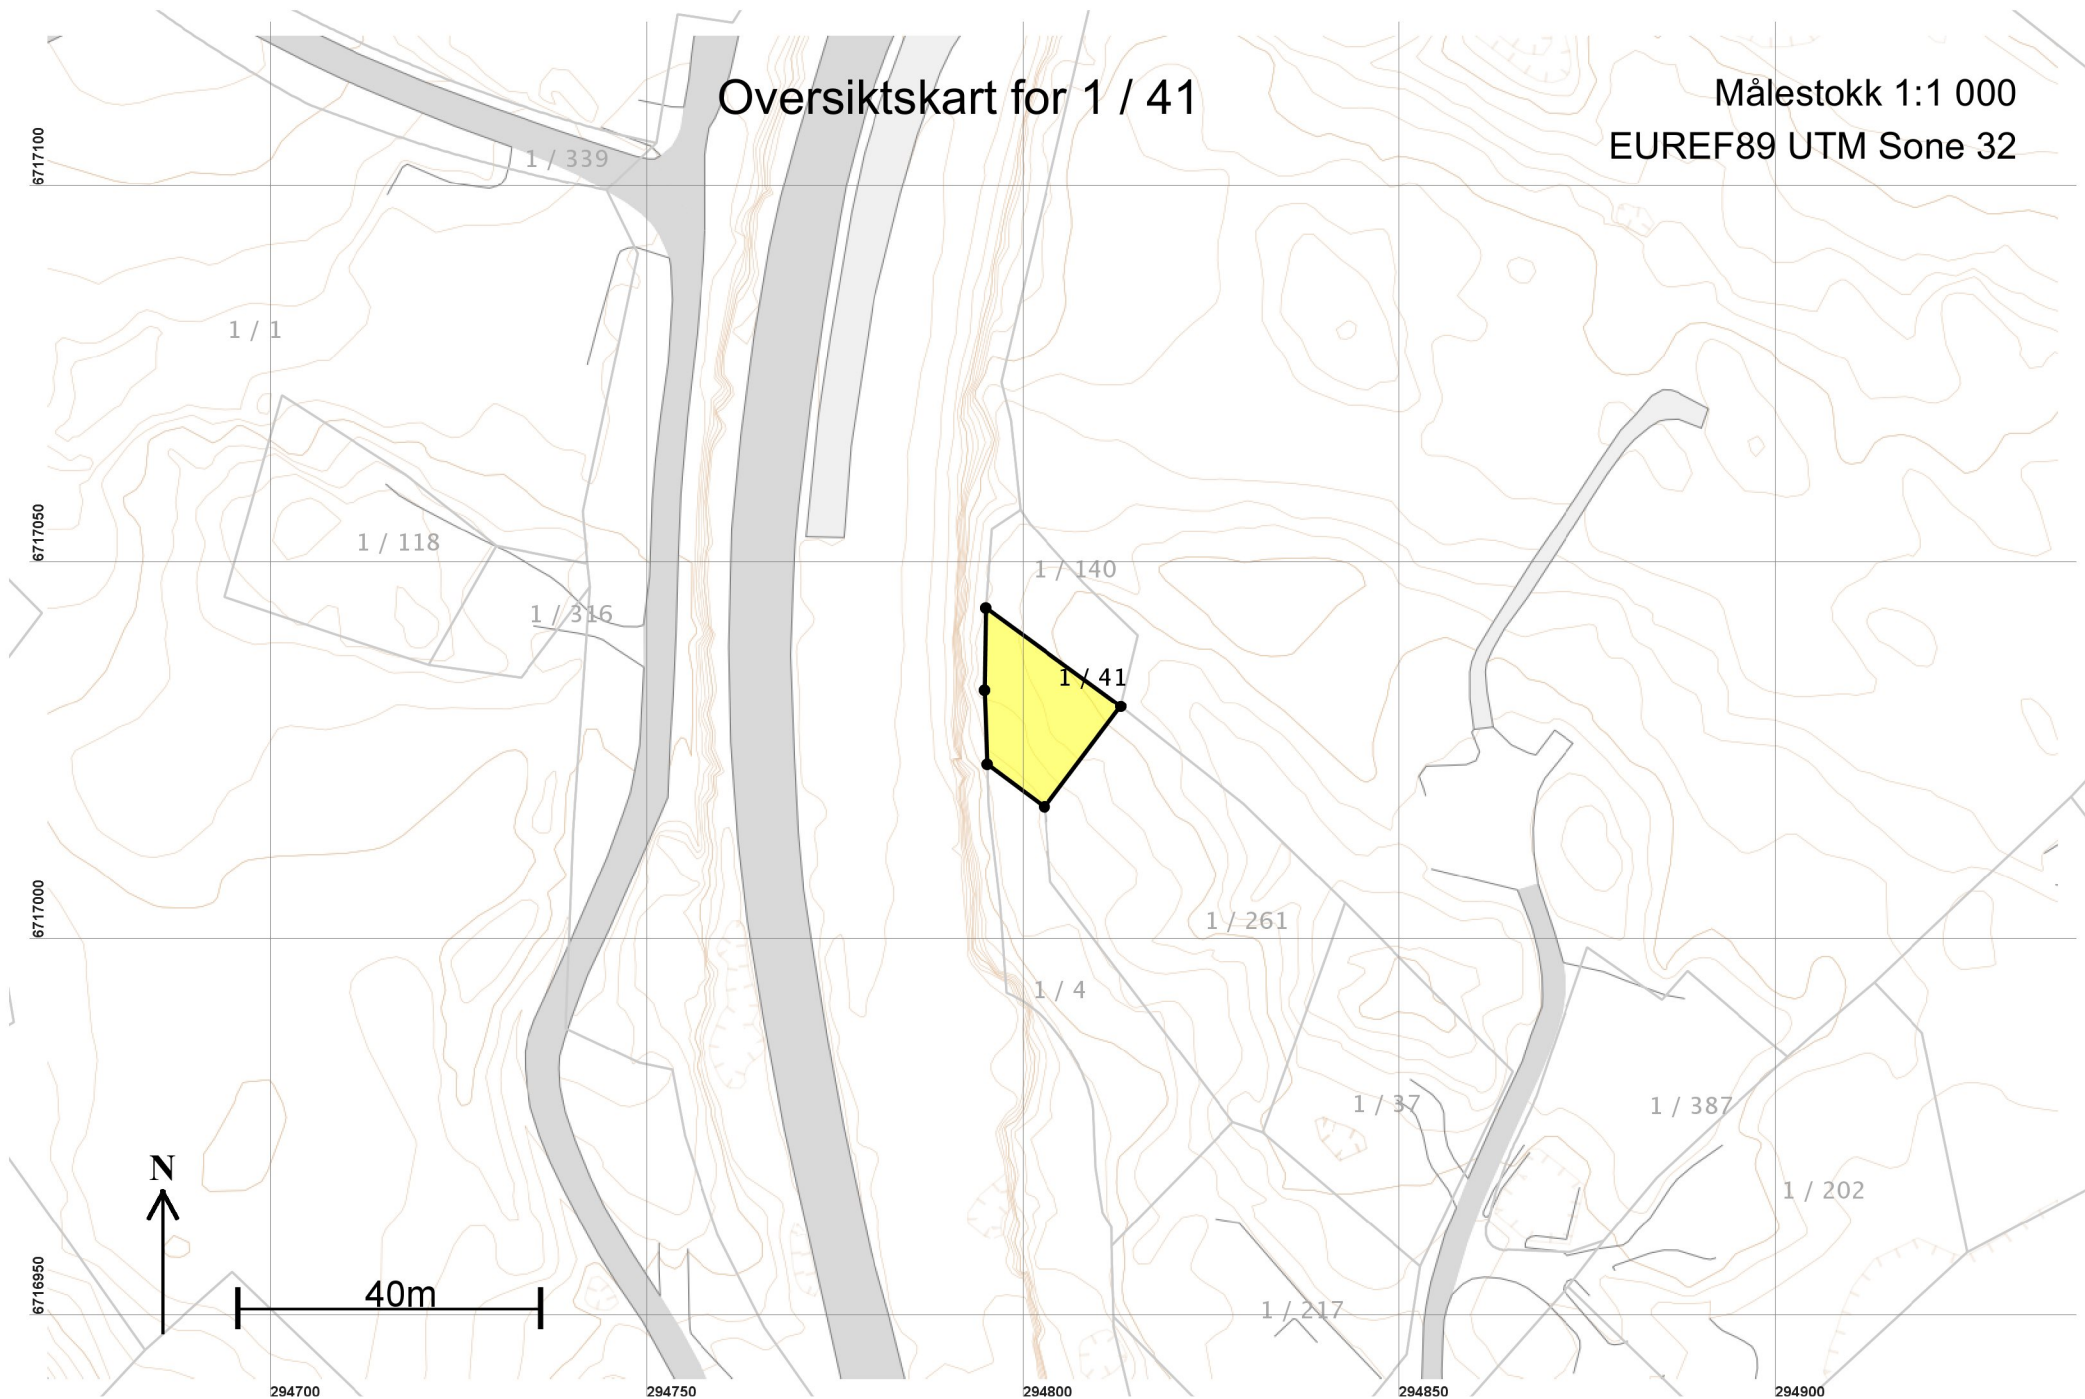 Oversiktskart for 1 / 41
Målestokk 1:1 000
EUREF89 UTM Sone 32
6717100
1 / 339
1 / 1
6717050
1 / 118
1 / 140
1 / 316
1 / 41
6717000
1 / 261
1 / 4
1 / 37
1 / 387
N
1 / 202
6716950
40m
1 / 217
294700
294750
294800
294850
294900